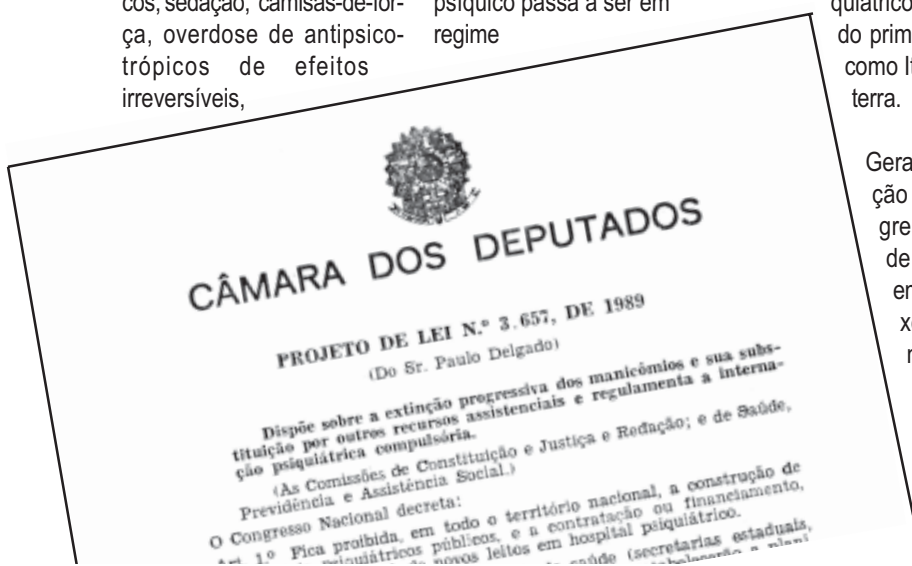 cos, sedação, camisas-de-for-
ça, overdose de antipsico-
trópicos de efeitos
irreversíveis,
psíquico passa a ser em
regime
do prim
como It
terra.
Gera
ção
gre
de
CÂMARA DOS DEPUTADOS
PROJETO DE LEI N.º 3.657, DE 1989
(Do Sr. Paulo Delgado)
Dispõe sobre a extinção progressiva dos manicômios e sua subs-
tituição por outros recursos assistenciais e regulamenta a interna-
ção psiquiátrica compulsória.
(As Comissões de Constituição e Justiça e Redação; e de Saúde,
Previdência e Assistência Social.)
O Congresso Nacional decreta:
Art. 1.º Fica proibida, em todo o território nacional, a construção de
psiquiátricos públicos, e a contratação ou financiamento,
de novos leitos em hospital psiquiátrico.
saúde (secretarias estaduais,